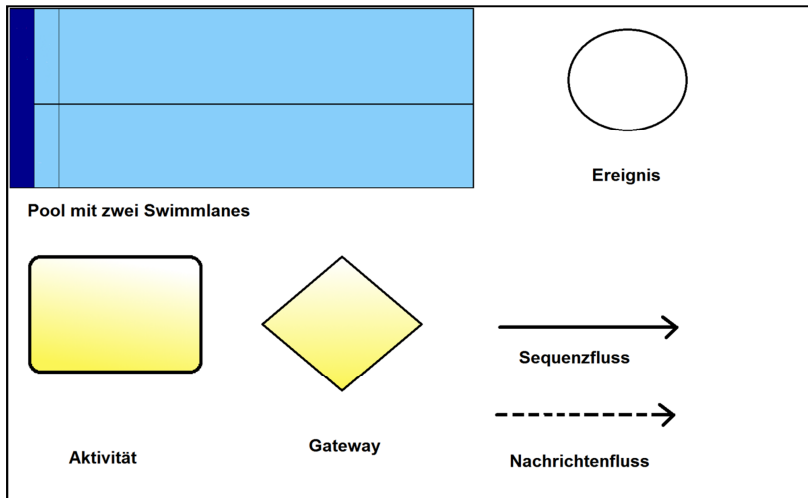 Ereignis
Pool mit zwei Swimmlanes
Sequenzfluss
Gateway
Aktivität
Nachrichtenfluss